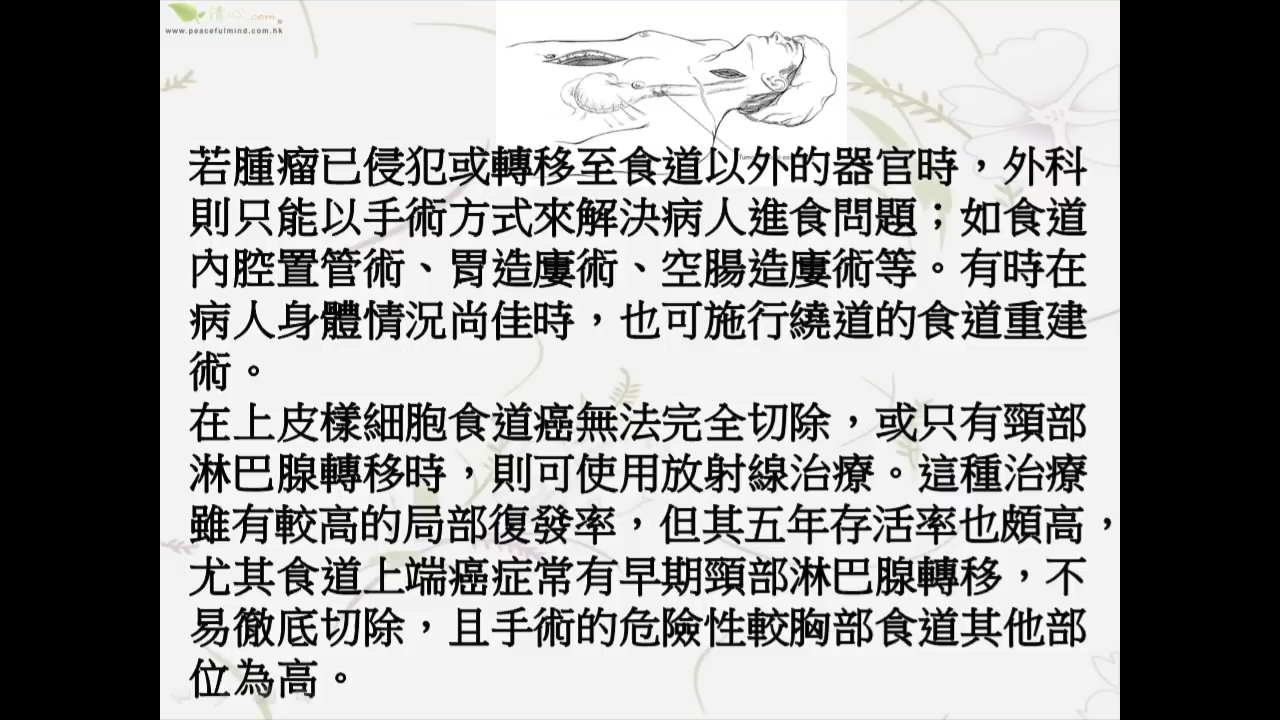 清心.com
www.peacefulmind.com.hk
若腫瘤已侵犯或轉移至食道以外的器官時，外科
則只能以手術方式來解決病人進食問題；如食道
內腔置管術、胃造廔術、空腸造廔術等。有時在
病人身體情況尚佳時，也可施行繞道的食道重建
術。
在上皮樣細胞食道癌無法完全切除，或只有頸部
淋巴腺轉移時，則可使用放射線治療。這種治療
雖有較高的局部復發率，但其五年存活率也頗高，
尤其食道上端癌症常有早期頸部淋巴腺轉移，不
易徹底切除，且手術的危險性較胸部食道其他部
位為高。